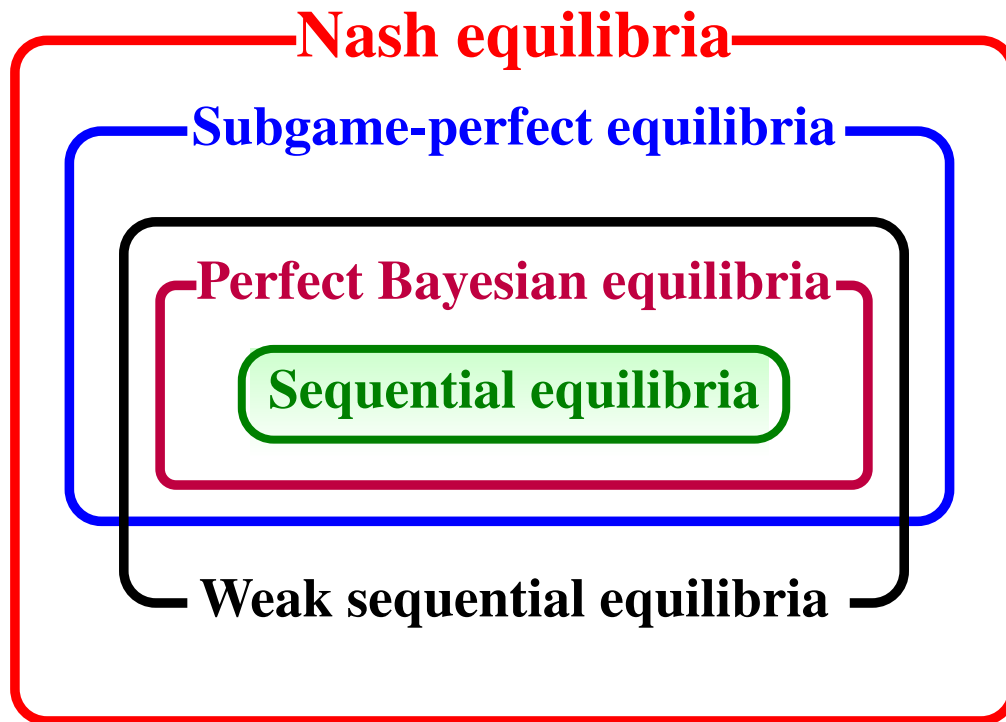 Nash equilibria
Subgame-perfect equilibria
Perfect Bayesian equilibria
Sequential equilibria
Weak sequential equilibria